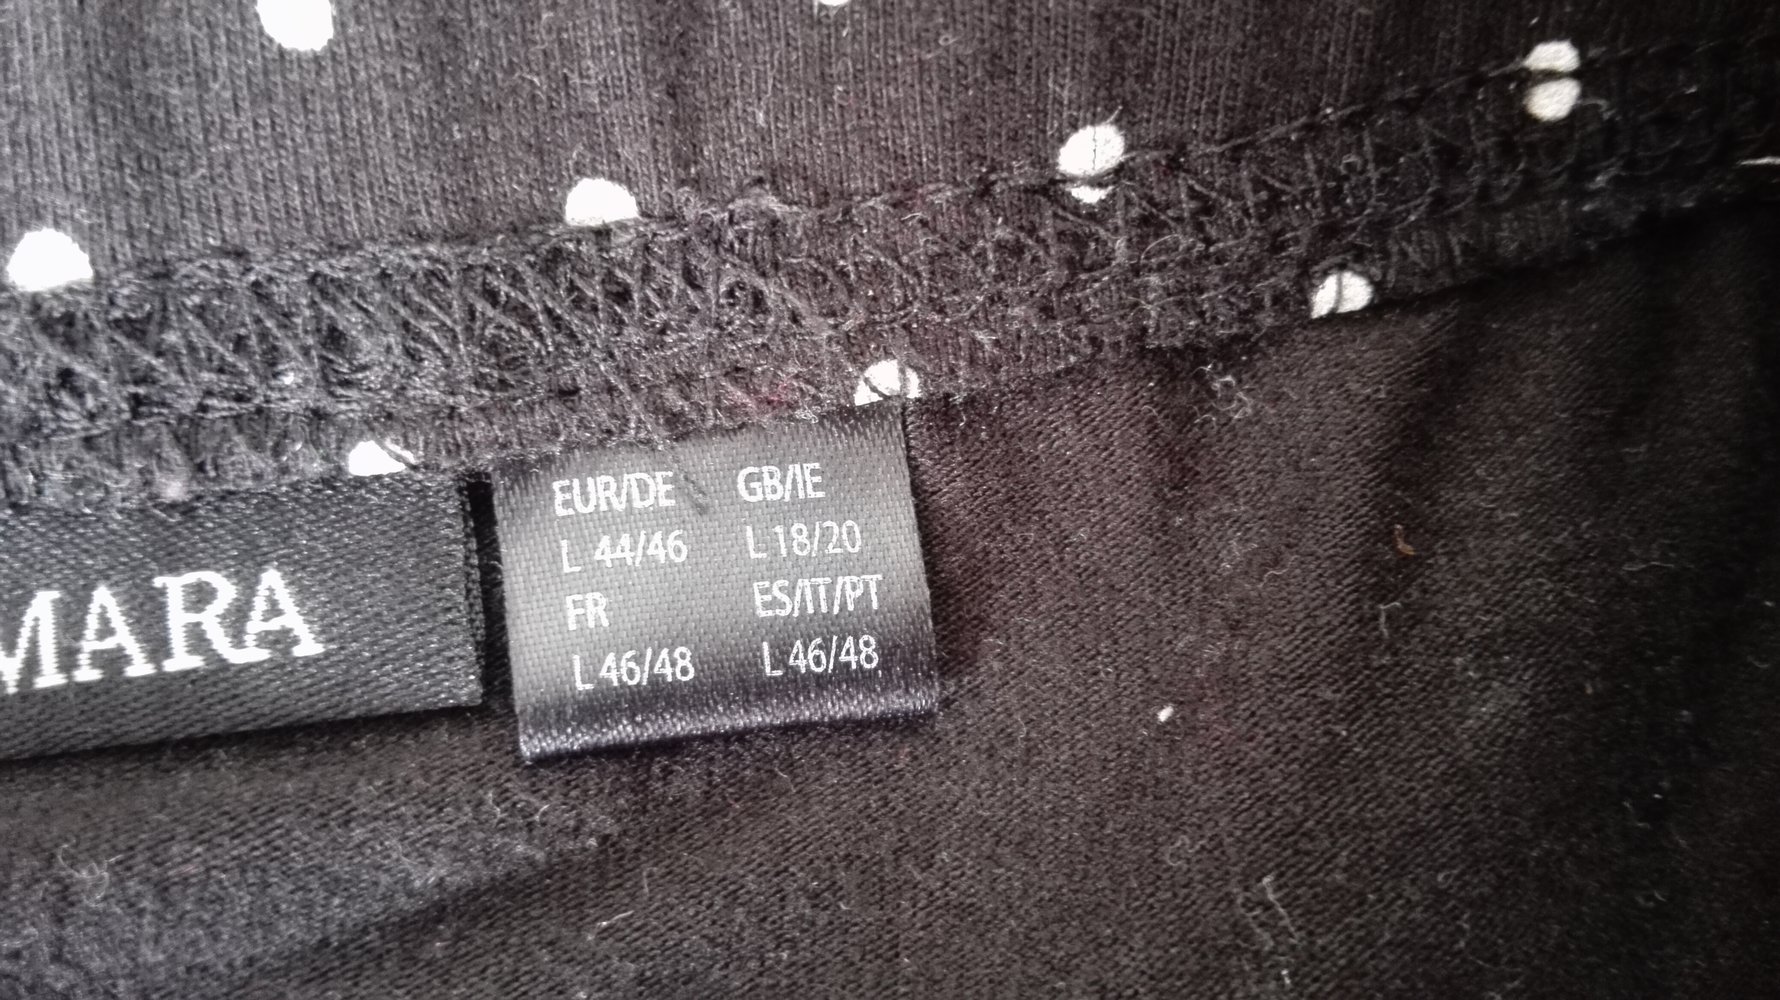 MARA
EUR/DE GB/IE
L 44/46 L 18/20
FR ES/IT/PT
L 46/48 L 46/48